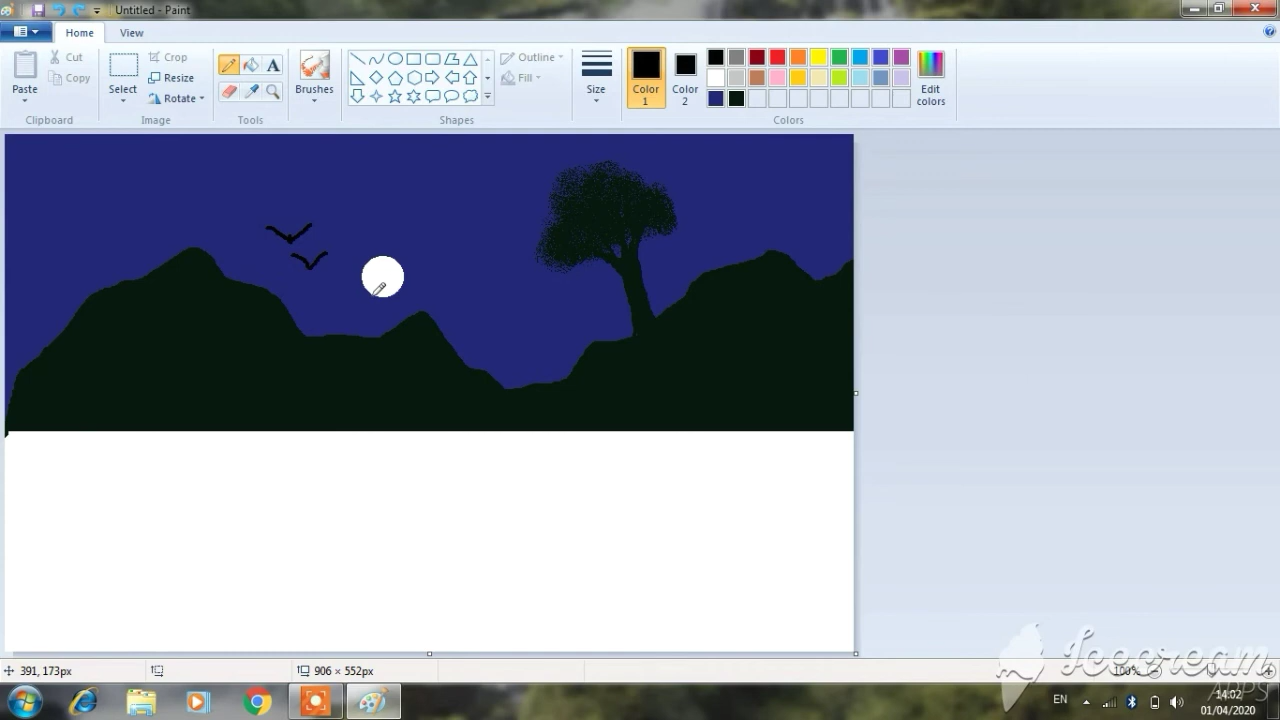 Untitled - Paint
Home
View
Paste
Cut
Copy
Clipboard
Select
Crop
Resize
Rotate
Image
A
Tools
Brushes
Shapes
Outline
Fill
Size
Color
1
Color
2
Edit
colors
Colors
391, 173px
906 × 552px
100%
Icecream
APPS
EN
14:02
01/04/2020